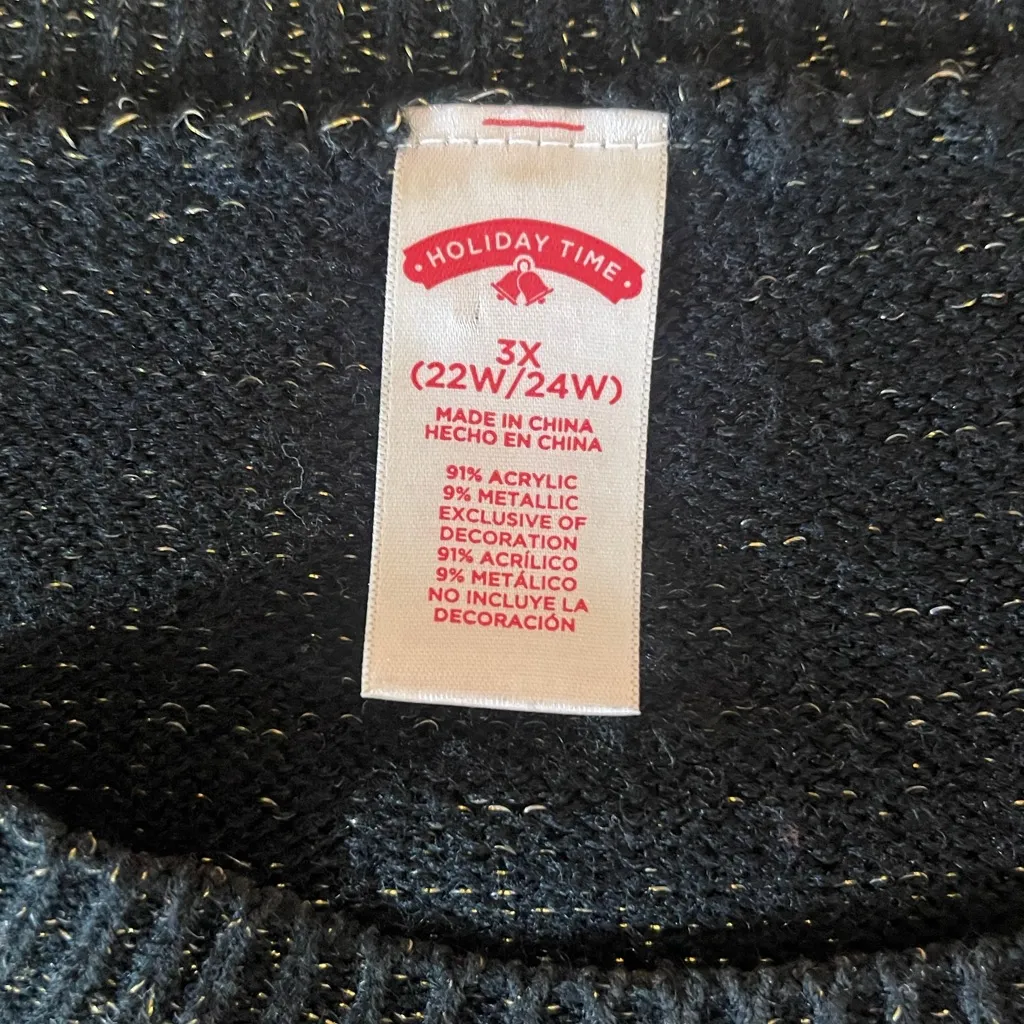 HOLIDAY TIME
3X
(22W/24W)
MADE IN CHINA
HECHO EN CHINA
91% ACRYLIC
9% METALLIC
EXCLUSIVE OF
DECORATION
91% ACRÍLICO
9% METÁLICO
NO INCLUYE LA
DECORACIÓN